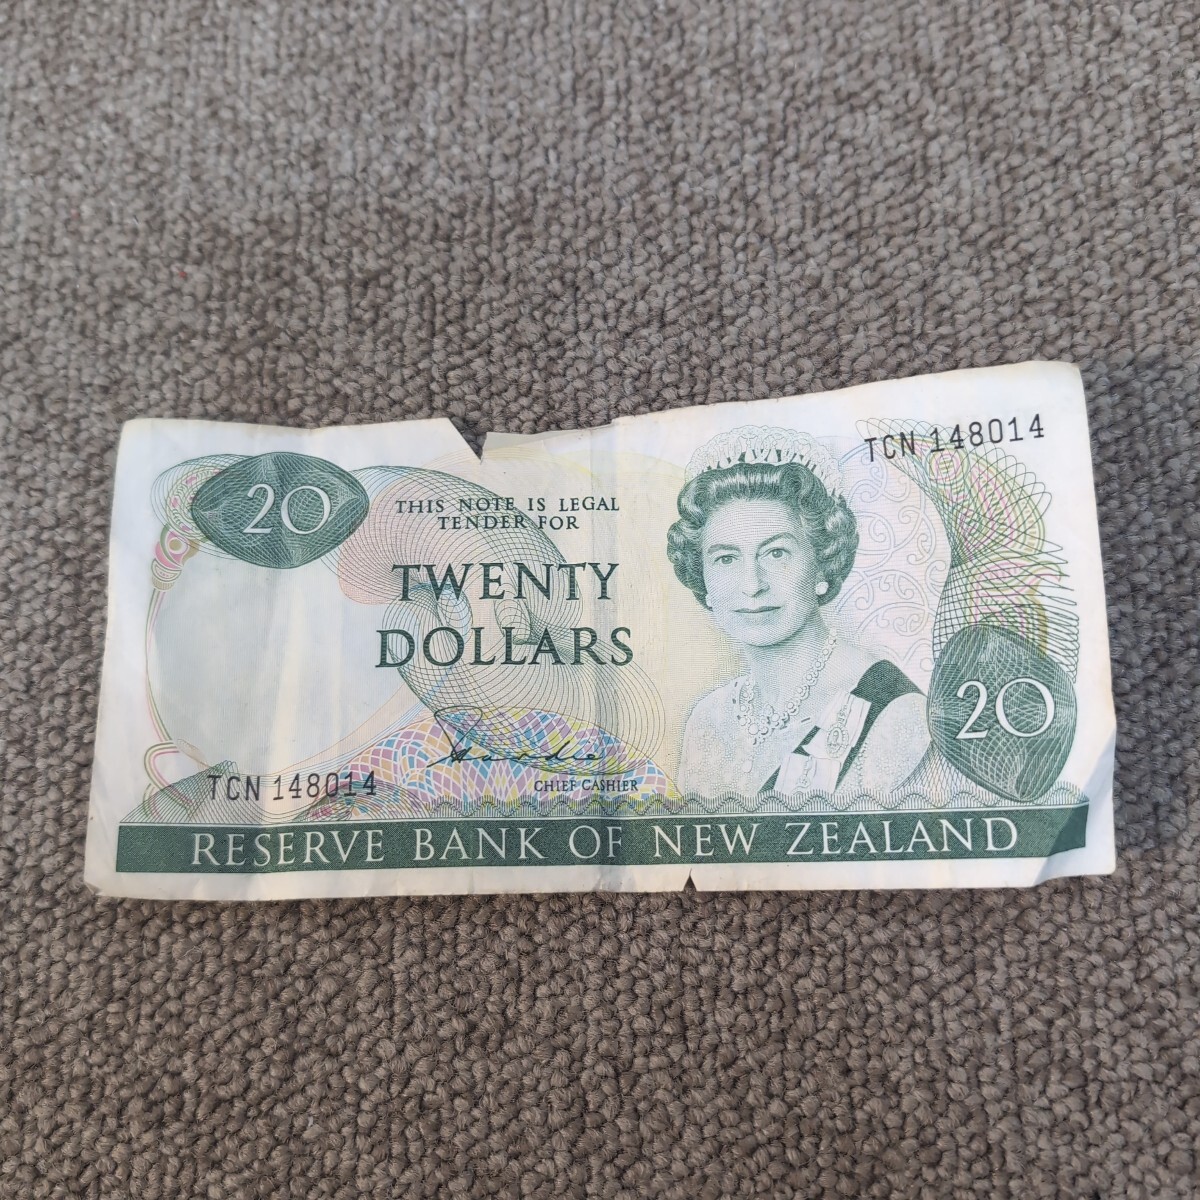 20
TCN 148014
THIS NOTE IS LEGAL
TENDER FOR
TWENTY
DOLLARS
20
CHIEF CASHIER
TCN 148014
RESERVE BANK OF NEW ZEALAND